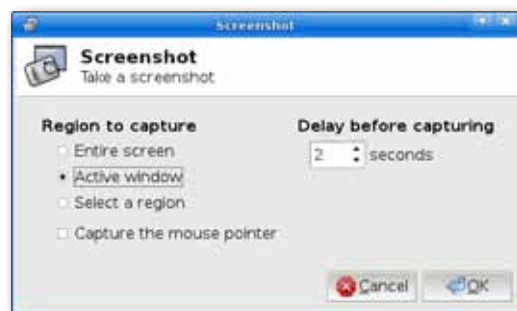 Screenshot
Screenshot
Take a screenshot
Region to capture
Entire screen
Active window
Select a region
Capture the mouse pointer
Delay before capturing
2 seconds
Cancel
OK